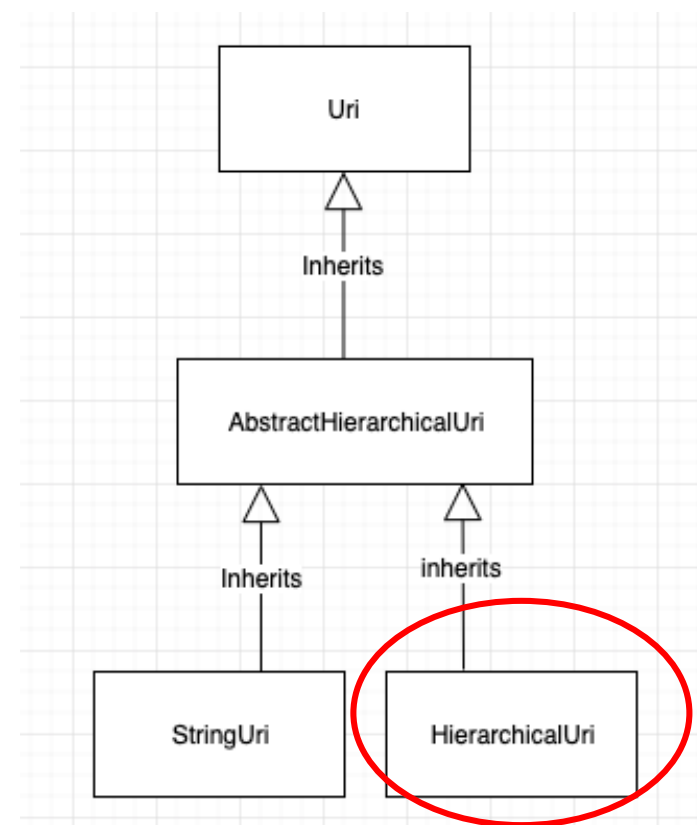 Uri
Inherits
AbstractHierarchicalUri
Inherits
inherits
StringUri
HierarchicalUri